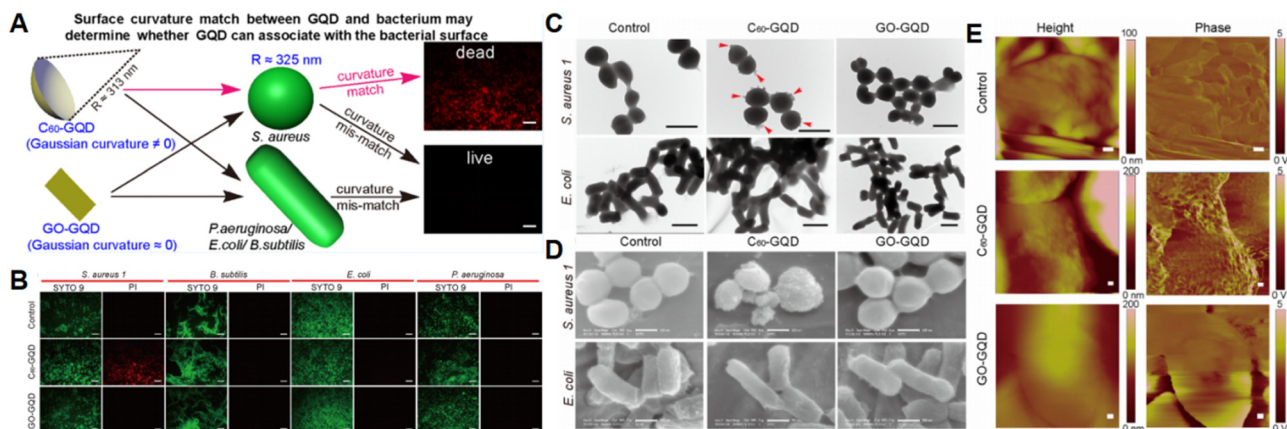 A
Surface curvature match between GQD and bacterium may
determine whether GQD can associate with the bacterial surface
R ≈ 313 nm
C₆₀-GQD
(Gaussian curvature ≠ 0)
GO-GQD
(Gaussian curvature ≈ 0)
R ≈ 325 nm
S. aureus
P.aeruginosa/
E.coli/ B.subtilis
curvature
match
curvature
mis-match
curvature
mis-match
dead
live
B
S. aureus 1
B. subtilis
E. coli
P. aeruginosa
SYTO 9 PI SYTO 9 PI SYTO 9 PI SYTO 9 PI
Control
C₆₀-GQD
GO-GQD
C
Control C₆₀-GQD GO-GQD
S. aureus 1
E. coli
D
Control C₆₀-GQD GO-GQD
S. aureus 1
E. coli
E
Height Phase
Control
100
0 nm
5
0 V
C₆₀-GQD
200
0 nm
5
0 V
GO-GQD
200
0 nm
5
0 V